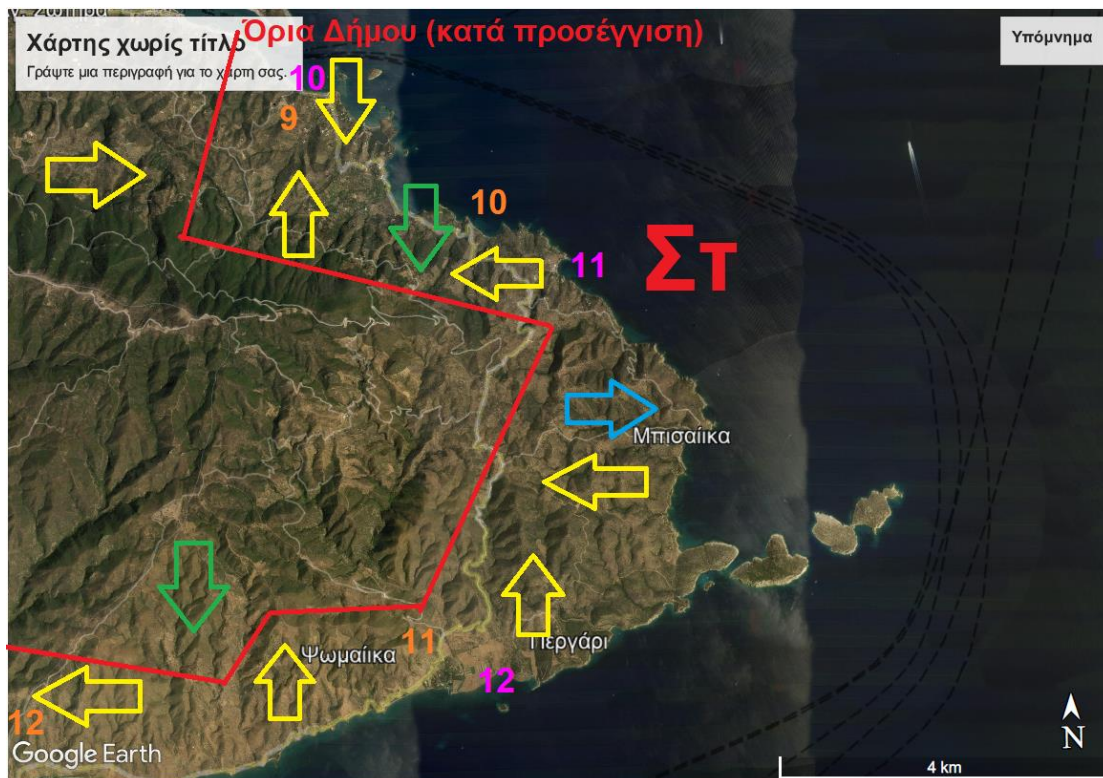 Όρια Δήμου (κατά προσέγγιση)
Χάρτης χωρίς τίτλο
Γράψτε μια περιγραφή για το χάρτη σας.
Υπόμνημα
10
9
10
11
Στ
Μπισαίικα
Ψωμαίικα
11
Περγάρι
12
12
Google Earth
N
4 km